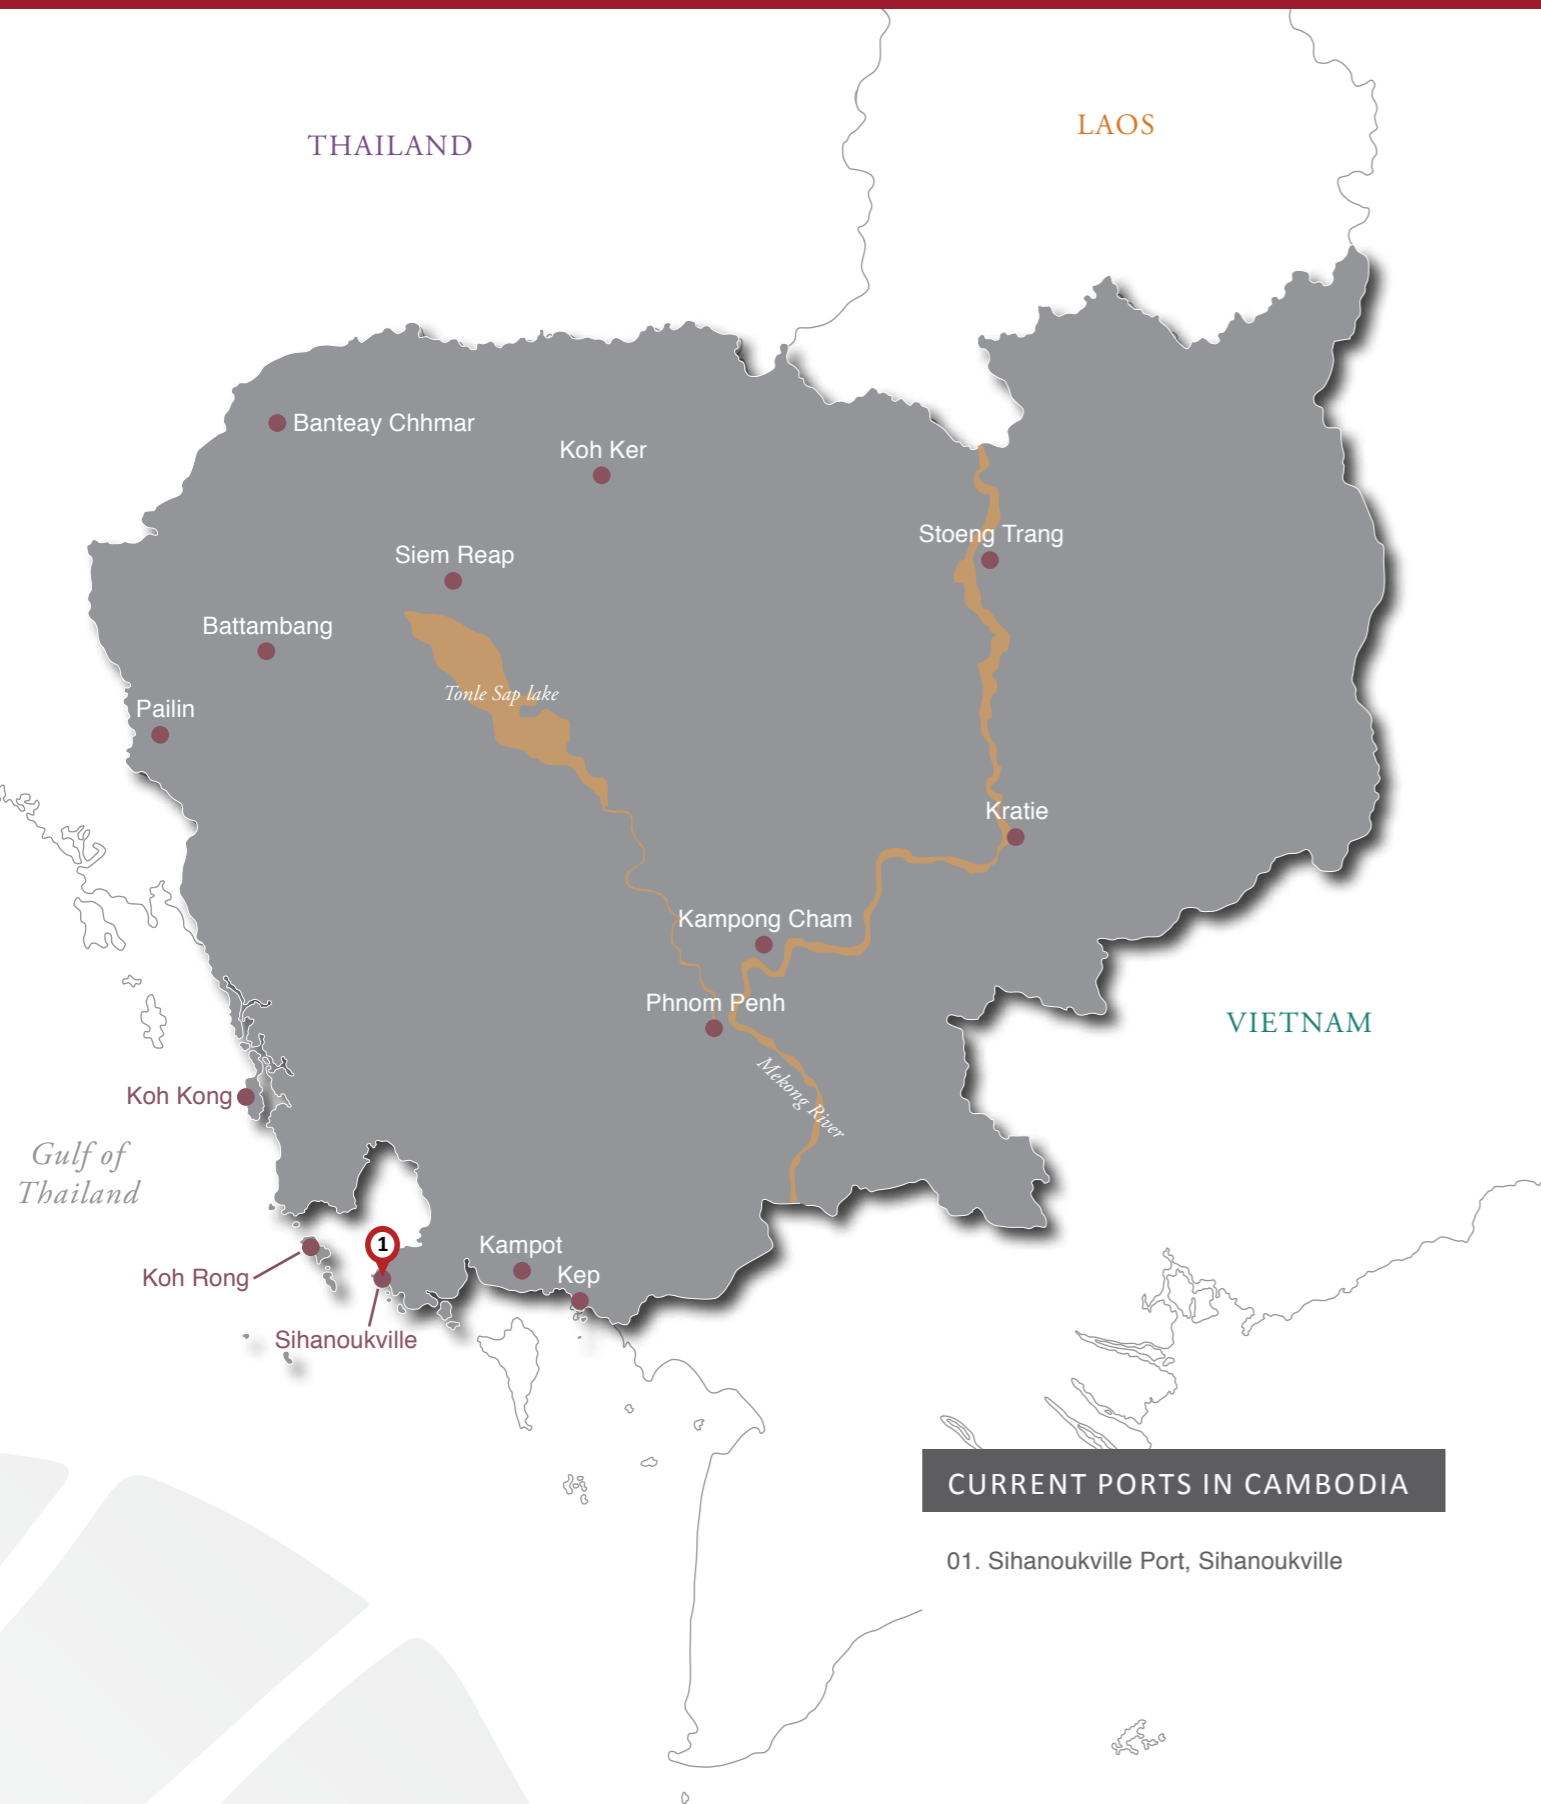 THAILAND
LAOS
Banteay Chhmar
Koh Ker
Stoeng Trang
Siem Reap
Battambang
Tonle Sap lake
Pailin
Kratie
Kampong Cham
Phnom Penh
VIETNAM
Mekong River
Koh Kong
Gulf of
Thailand
1
Kampot
Koh Rong
Kep
Sihanoukville
CURRENT PORTS IN CAMBODIA
01. Sihanoukville Port, Sihanoukville